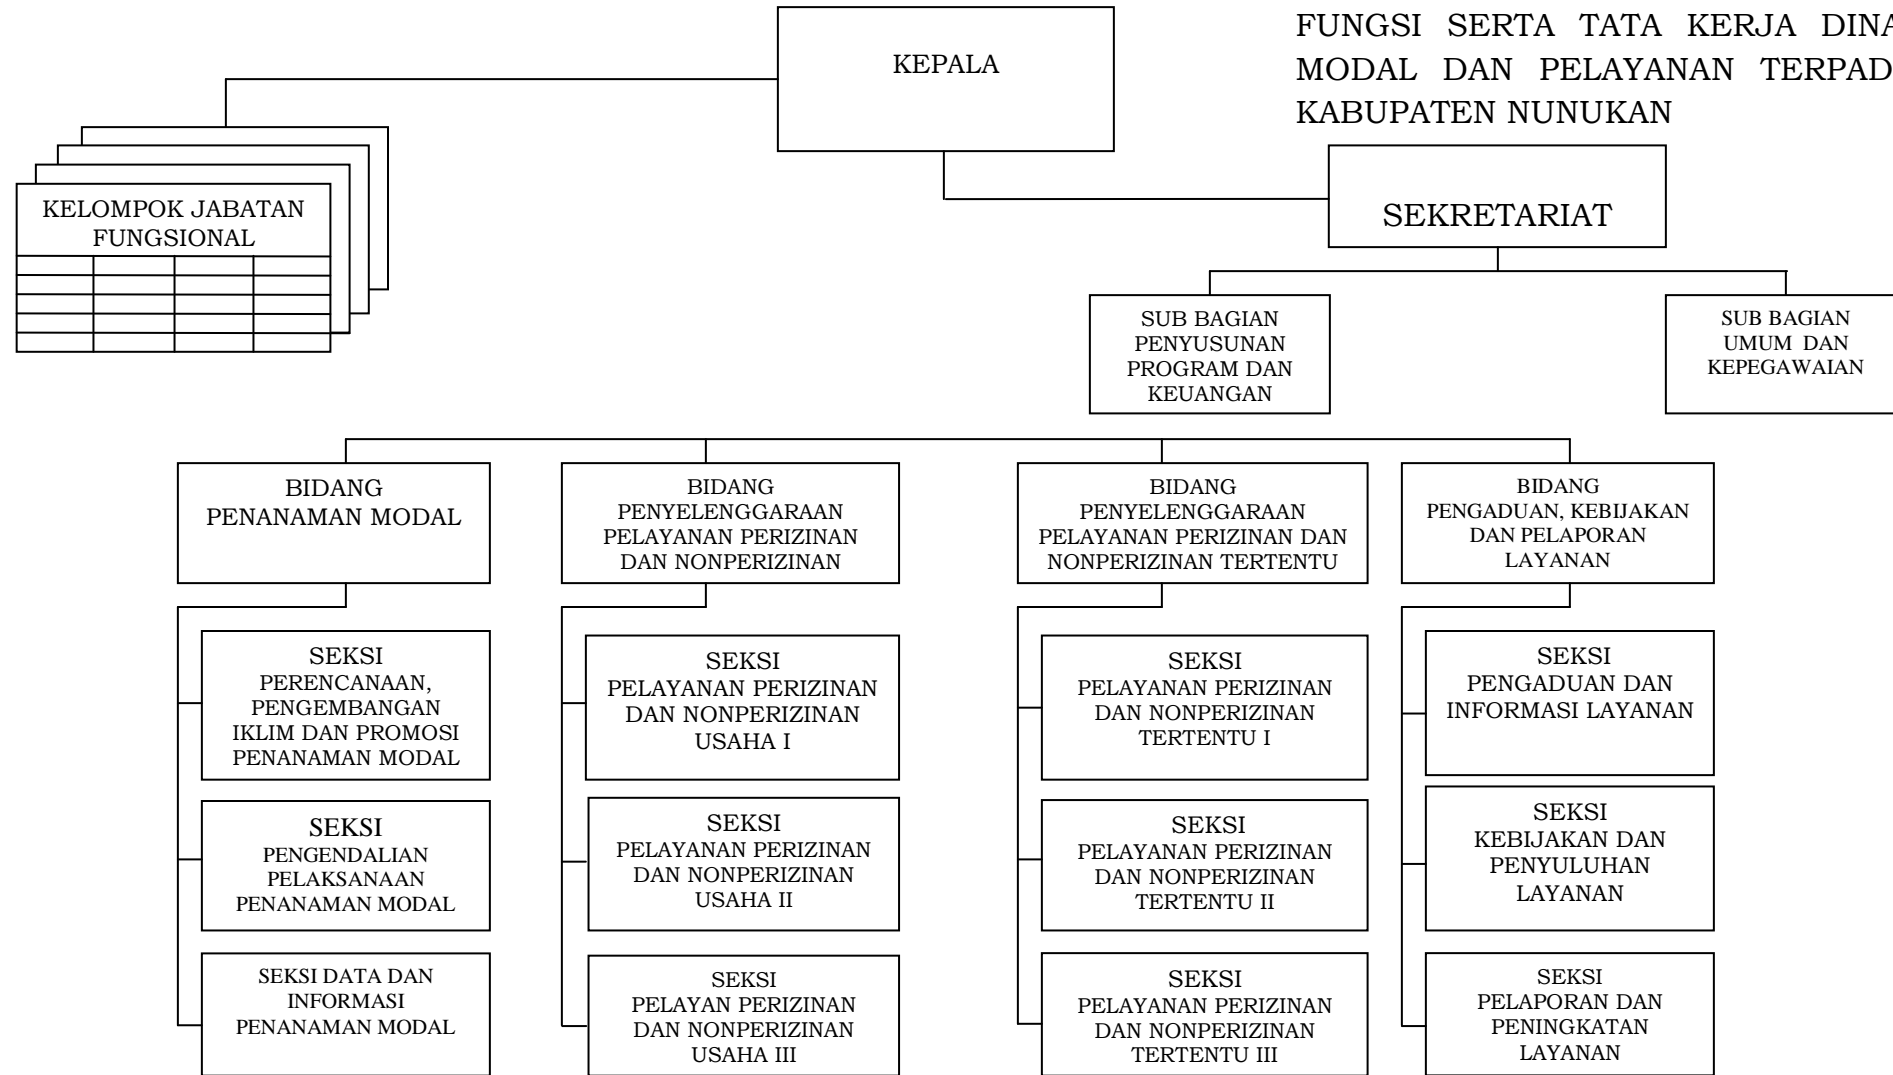 FUNGSI SERTA TATA KERJA DINA
MODAL DAN PELAYANAN TERPAD
KABUPATEN NUNUKAN
KEPALA
KELOMPOK JABATAN
FUNGSIONAL
SEKRETARIAT
SUB BAGIAN
PENYUSUNAN
PROGRAM DAN
KEUANGAN
SUB BAGIAN
UMUM DAN
KEPEGAWAIAN
BIDANG
PENANAMAN MODAL
BIDANG
PENYELENGGARAAN
PELAYANAN PERIZINAN
DAN NONPERIZINAN
BIDANG
PENYELENGGARAAN
PELAYANAN PERIZINAN DAN
NONPERIZINAN TERTENTU
BIDANG
PENGADUAN, KEBIJAKAN
DAN PELAPORAN
LAYANAN
SEKSI
PERENCANAAN,
PENGEMBANGAN
IKLIM DAN PROMOSI
PENANAMAN MODAL
SEKSI
PELAYANAN PERIZINAN
DAN NONPERIZINAN
USAHA I
SEKSI
PELAYANAN PERIZINAN
DAN NONPERIZINAN
TERTENTU I
SEKSI
PENGADUAN DAN
INFORMASI LAYANAN
SEKSI
PENGENDALIAN
PELAKSANAAN
PENANAMAN MODAL
SEKSI
PELAYANAN PERIZINAN
DAN NONPERIZINAN
USAHA II
SEKSI
PELAYANAN PERIZINAN
DAN NONPERIZINAN
TERTENTU II
SEKSI
KEBIJAKAN DAN
PENYULUHAN
LAYANAN
SEKSI DATA DAN
INFORMASI
PENANAMAN MODAL
SEKSI
PELAYAN PERIZINAN
DAN NONPERIZINAN
USAHA III
SEKSI
PELAYANAN PERIZINAN
DAN NONPERIZINAN
TERTENTU III
SEKSI
PELAPORAN DAN
PENINGKATAN
LAYANAN